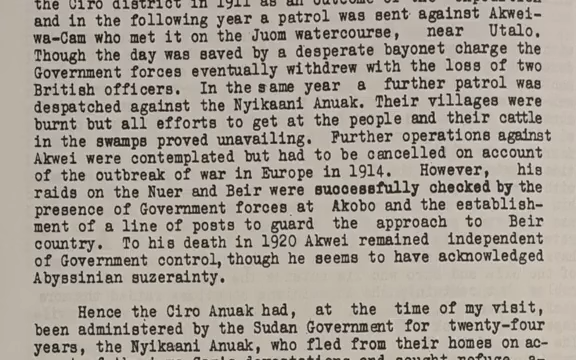 the Ciro district in 1911 as an outcome of the expedition
and in the following year a patrol was sent against Akwei-
wa-Cam who met it on the Juom watercourse, near Utalo.
Though the day was saved by a desperate bayonet charge the
Government forces eventually withdrew with the loss of two
British officers. In the same year a further patrol was
despatched against the Nyikaani Anuak. Their villages were
burnt but all efforts to get at the people and their cattle
in the swamps proved unavailing. Further operations against
Akwei were contemplated but had to be cancelled on account
of the outbreak of war in Europe in 1914. However, his
raids on the Nuer and Beir were successfully checked by the
presence of Government forces at Akobo and the establish-
ment of a line of posts to guard the approach to Beir
country. To his death in 1920 Akwei remained independent
of Government control, though he seems to have acknowledged
Abyssinian suzerainty.
Hence the Ciro Anuak had, at the time of my visit,
been administered by the Sudan Government for twenty-four
years, the Nyikaani Anuak, who fled from their homes on ac-